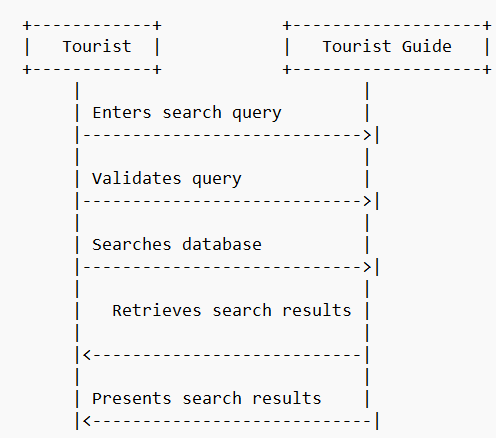 Tourist Tourist Guide
Enters search query
Validates query
Searches database
Retrieves search results
Presents search results